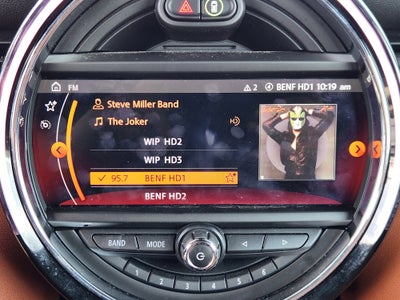 FM
2 BENF HD1 10:19 am
Steve Miller Band
The Joker
WIP HD2
WIP HD3
95.7 BENF HD1
BENF HD2
BAND MODE
1 2 3 4 5 6